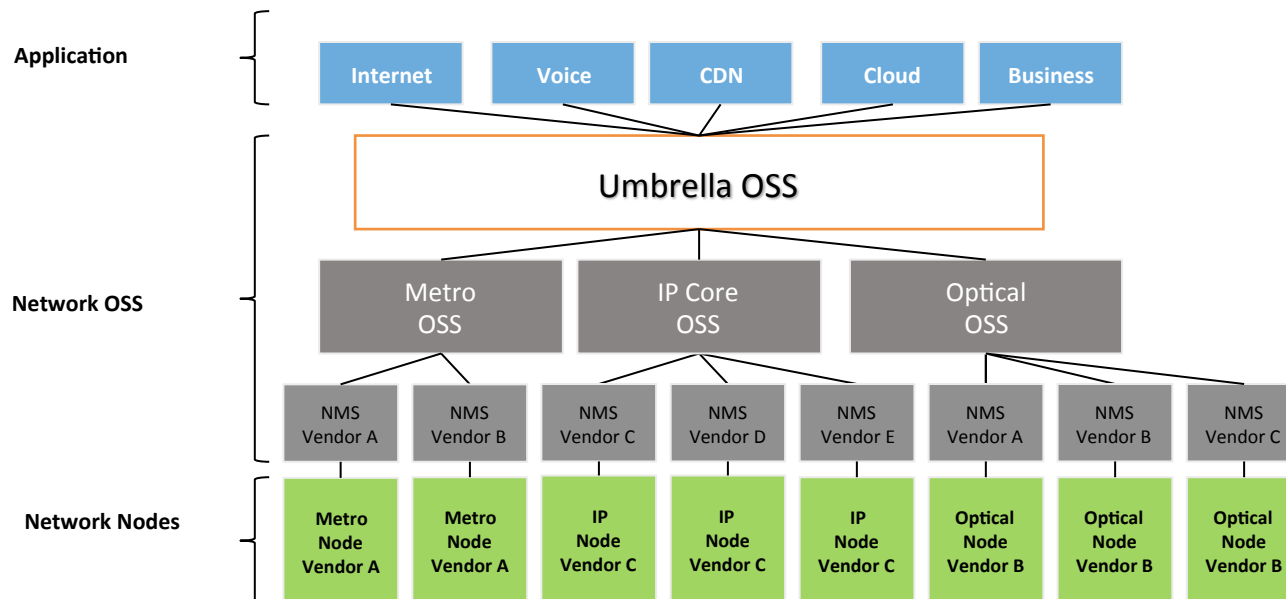 Application
Internet
Voice
CDN
Cloud
Business
Umbrella OSS
Network OSS
Metro
OSS
IP Core
OSS
Optical
OSS
NMS
Vendor A
NMS
Vendor B
NMS
Vendor C
NMS
Vendor D
NMS
Vendor E
NMS
Vendor A
NMS
Vendor B
NMS
Vendor C
Network Nodes
Metro
Node
Vendor A
Metro
Node
Vendor A
IP
Node
Vendor C
IP
Node
Vendor C
IP
Node
Vendor C
Optical
Node
Vendor B
Optical
Node
Vendor B
Optical
Node
Vendor B